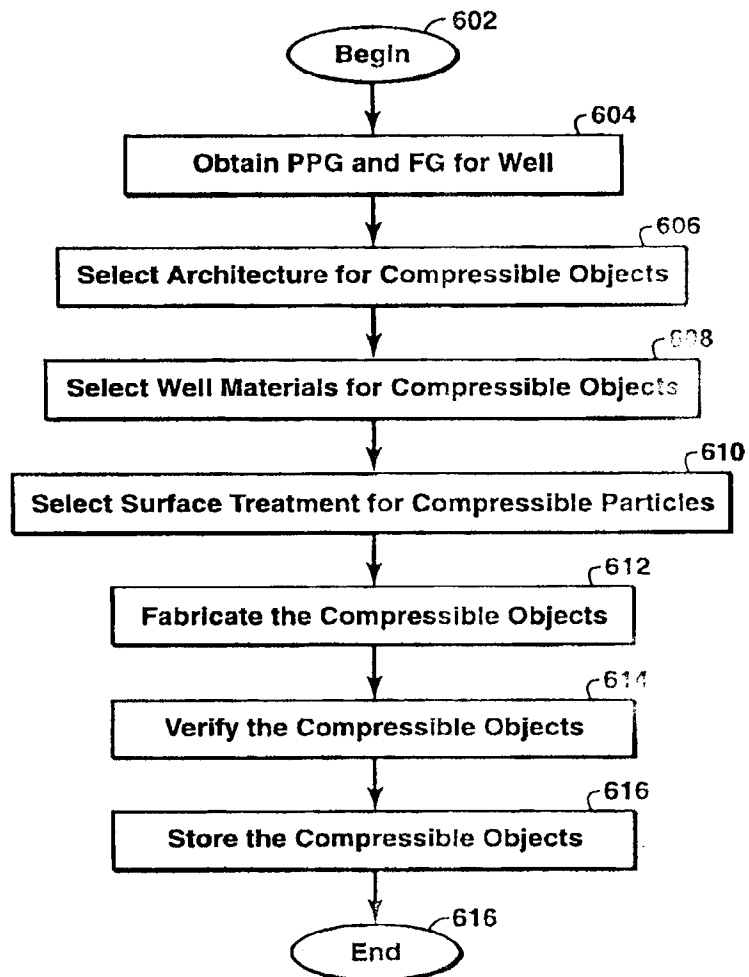 602
Begin
604
Obtain PPG and FG for Well
606
Select Architecture for Compressible Objects
608
Select Well Materials for Compressible Objects
610
Select Surface Treatment for Compressible Particles
612
Fabricate the Compressible Objects
614
Verify the Compressible Objects
616
Store the Compressible Objects
616
End